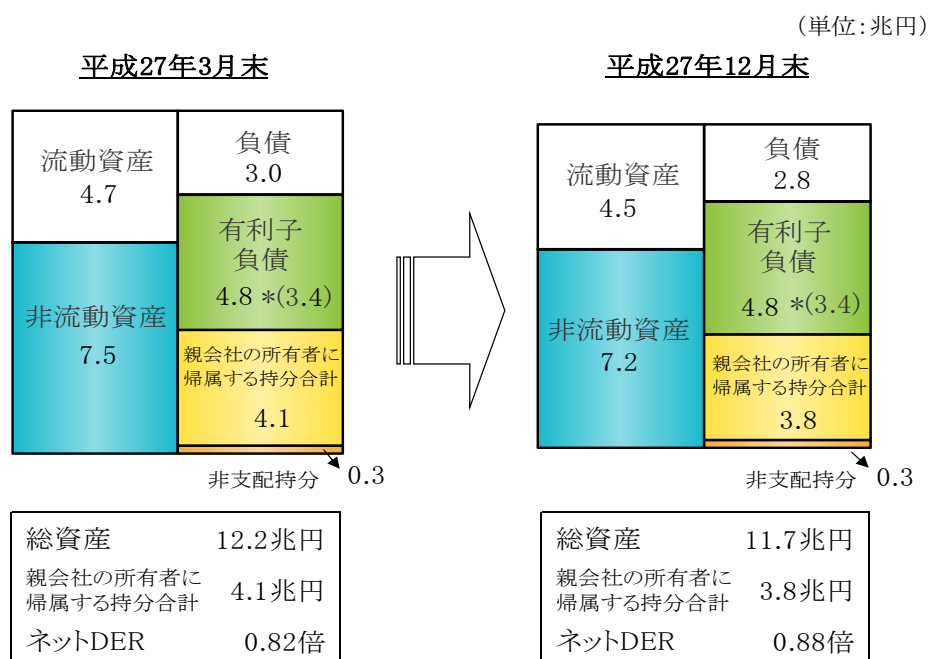 （単位：兆円）
平成27年3月末
平成27年12月末
流動資産
4.7
負債
3.0
有利子
負債
4.8 *(3.4)
非流動資産
7.5
親会社の所有者に
帰属する持分合計
4.1
非支配持分
0.3
流動資産
4.5
負債
2.8
有利子
負債
4.8 *(3.4)
非流動資産
7.2
親会社の所有者に
帰属する持分合計
3.8
非支配持分
0.3
総資産 12.2兆円
親会社の所有者に
帰属する持分合計 4.1兆円
ネットDER 0.82倍
総資産 11.7兆円
親会社の所有者に
帰属する持分合計 3.8兆円
ネットDER 0.88倍